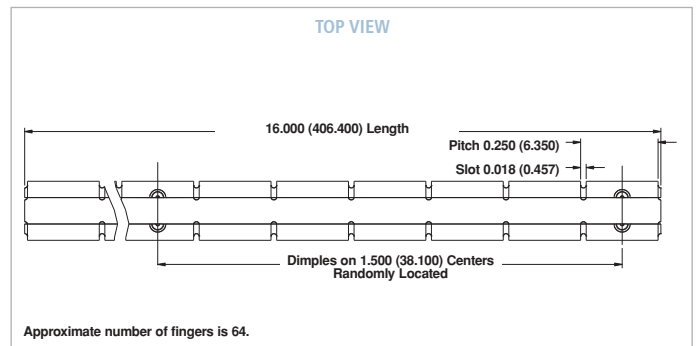 TOP VIEW
16.000 (406.400) Length
Pitch 0.250 (6.350)
Slot 0.018 (0.457)
Dimples on 1.500 (38.100) Centers
Randomly Located
Approximate number of fingers is 64.